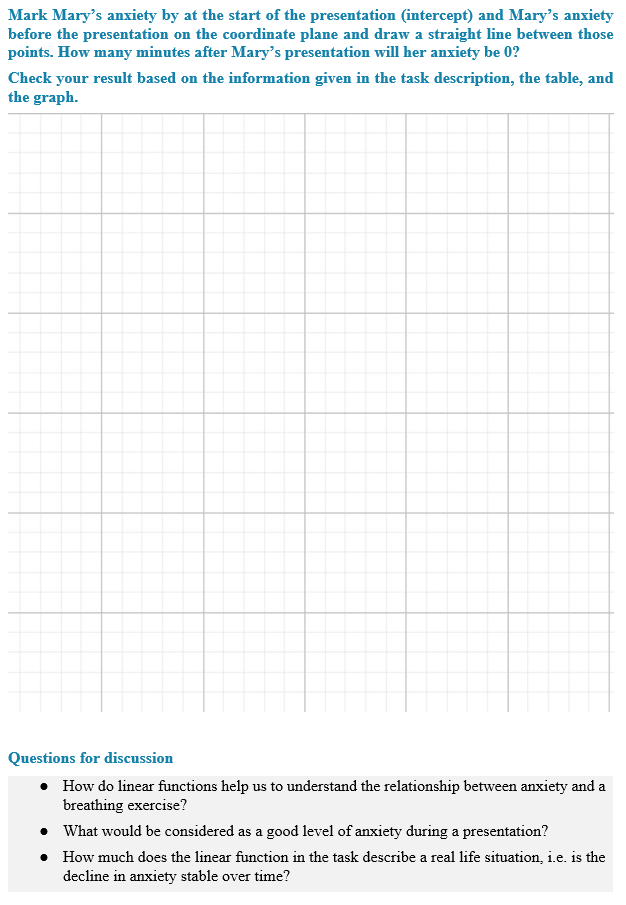 Mark Mary's anxiety by at the start of the presentation (intercept) and Mary's anxiety
before the presentation on the coordinate plane and draw a straight line between those
points. How many minutes after Mary's presentation will her anxiety be 0?
Check your result based on the information given in the task description, the table, and
the graph.
Questions for discussion
● How do linear functions help us to understand the relationship between anxiety and a
breathing exercise?
● What would be considered as a good level of anxiety during a presentation?
● How much does the linear function in the task describe a real life situation, i.e. is the
decline in anxiety stable over time?